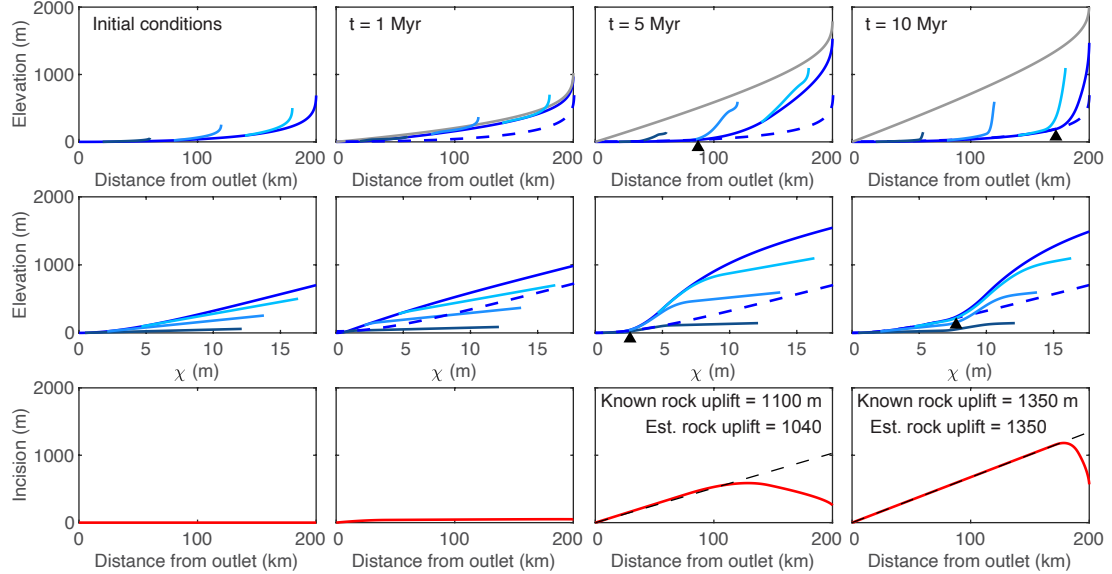 Elevation (m)
2000
1000
0
Initial conditions
t = 1 Myr
t = 5 Myr
t = 10 Myr
0 100 200
0 100 200
0 100 200
0 100 200
Distance from outlet (km)
Distance from outlet (km)
Distance from outlet (km)
Distance from outlet (km)
Elevation (m)
2000
1000
0
0 5 10 15
0 5 10 15
0 5 10 15
0 5 10 15
χ (m)
χ (m)
χ (m)
χ (m)
Incision (m)
2000
1000
0
Known rock uplift = 1100 m
Est. rock uplift = 1040
Known rock uplift = 1350 m
Est. rock uplift = 1350
0 100 200
0 100 200
0 100 200
0 100 200
Distance from outlet (km)
Distance from outlet (km)
Distance from outlet (km)
Distance from outlet (km)